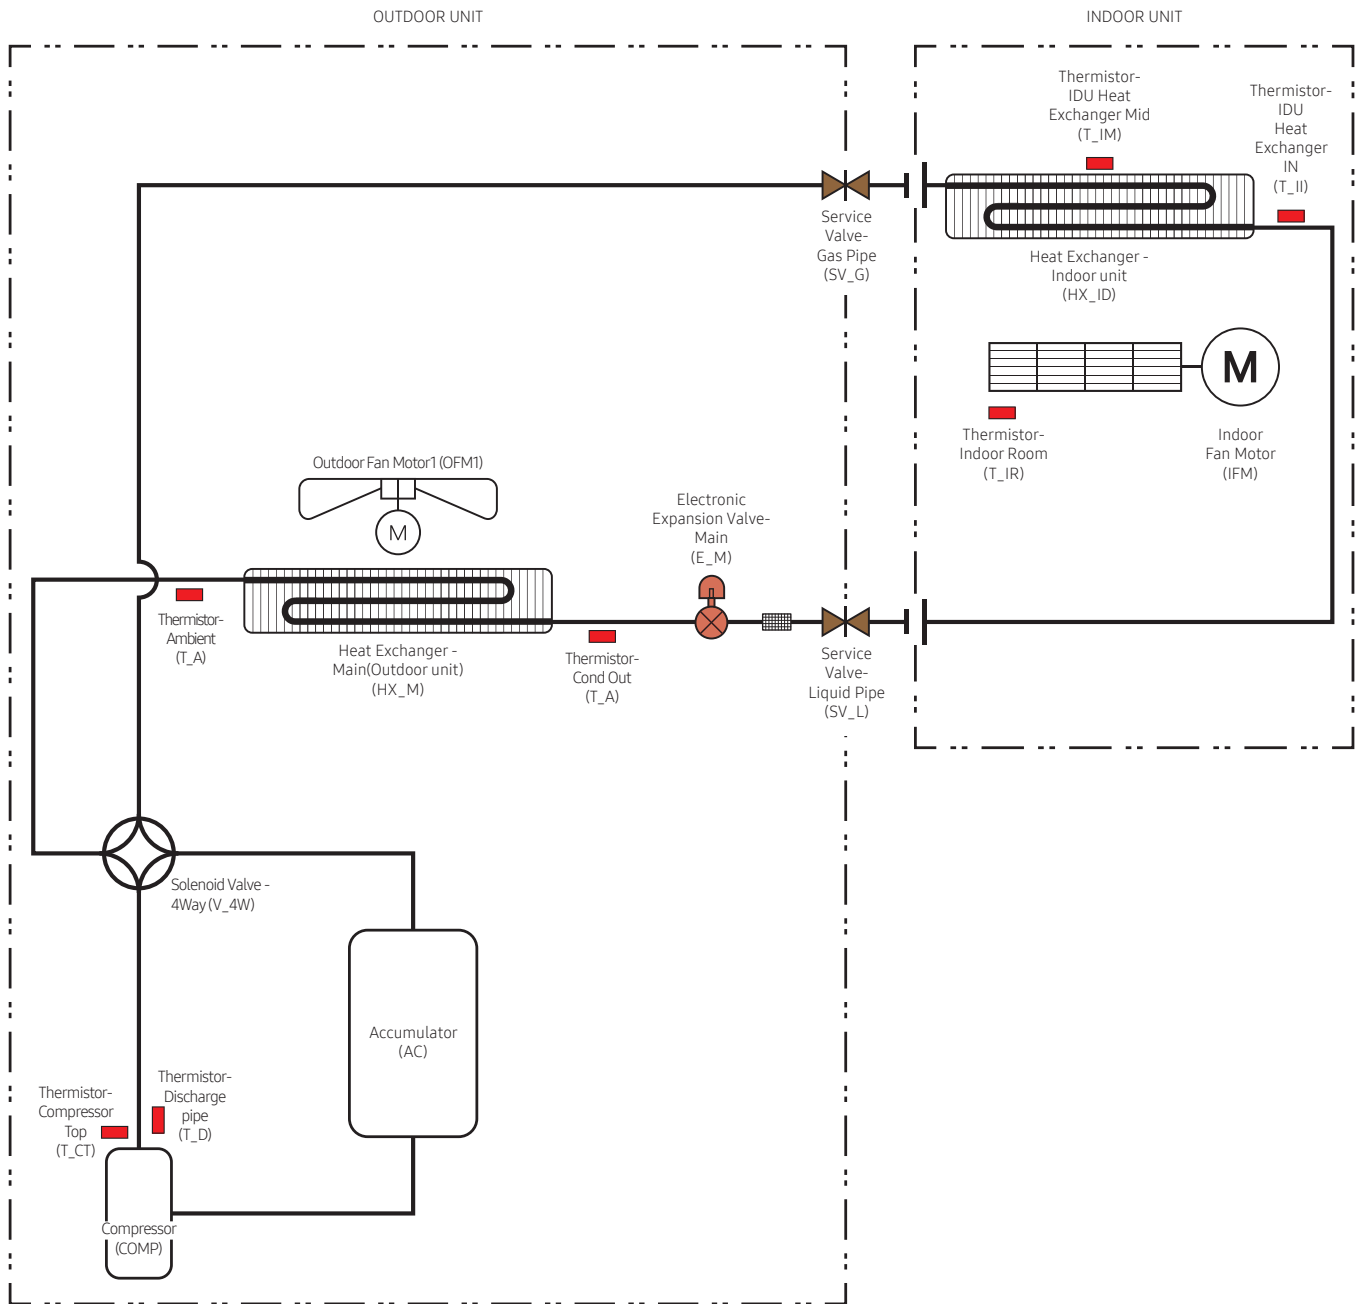 OUTDOOR UNIT
INDOOR UNIT
Thermistor-
IDU Heat
Exchanger Mid
(T_IM)
Thermistor-
IDU
Heat
Exchanger
IN
(T_II)
Service
Valve-
Gas Pipe
(SV_G)
Heat Exchanger -
Indoor unit
(HX_ID)
M
Thermistor-
Indoor Room
(T_IR)
Indoor
Fan Motor
(IFM)
Outdoor Fan Motor1 (OFM1)
M
Electronic
Expansion Valve-
Main
(E_M)
Thermistor-
Ambient
(T_A)
Heat Exchanger -
Main(Outdoor unit)
(HX_M)
Thermistor-
Cond Out
(T_A)
Service
Valve-
Liquid Pipe
(SV_L)
Solenoid Valve -
4Way (V_4W)
Accumulator
(AC)
Thermistor-
Compressor
Top
(T_CT)
Thermistor-
Discharge
pipe
(T_D)
Compressor
(COMP)